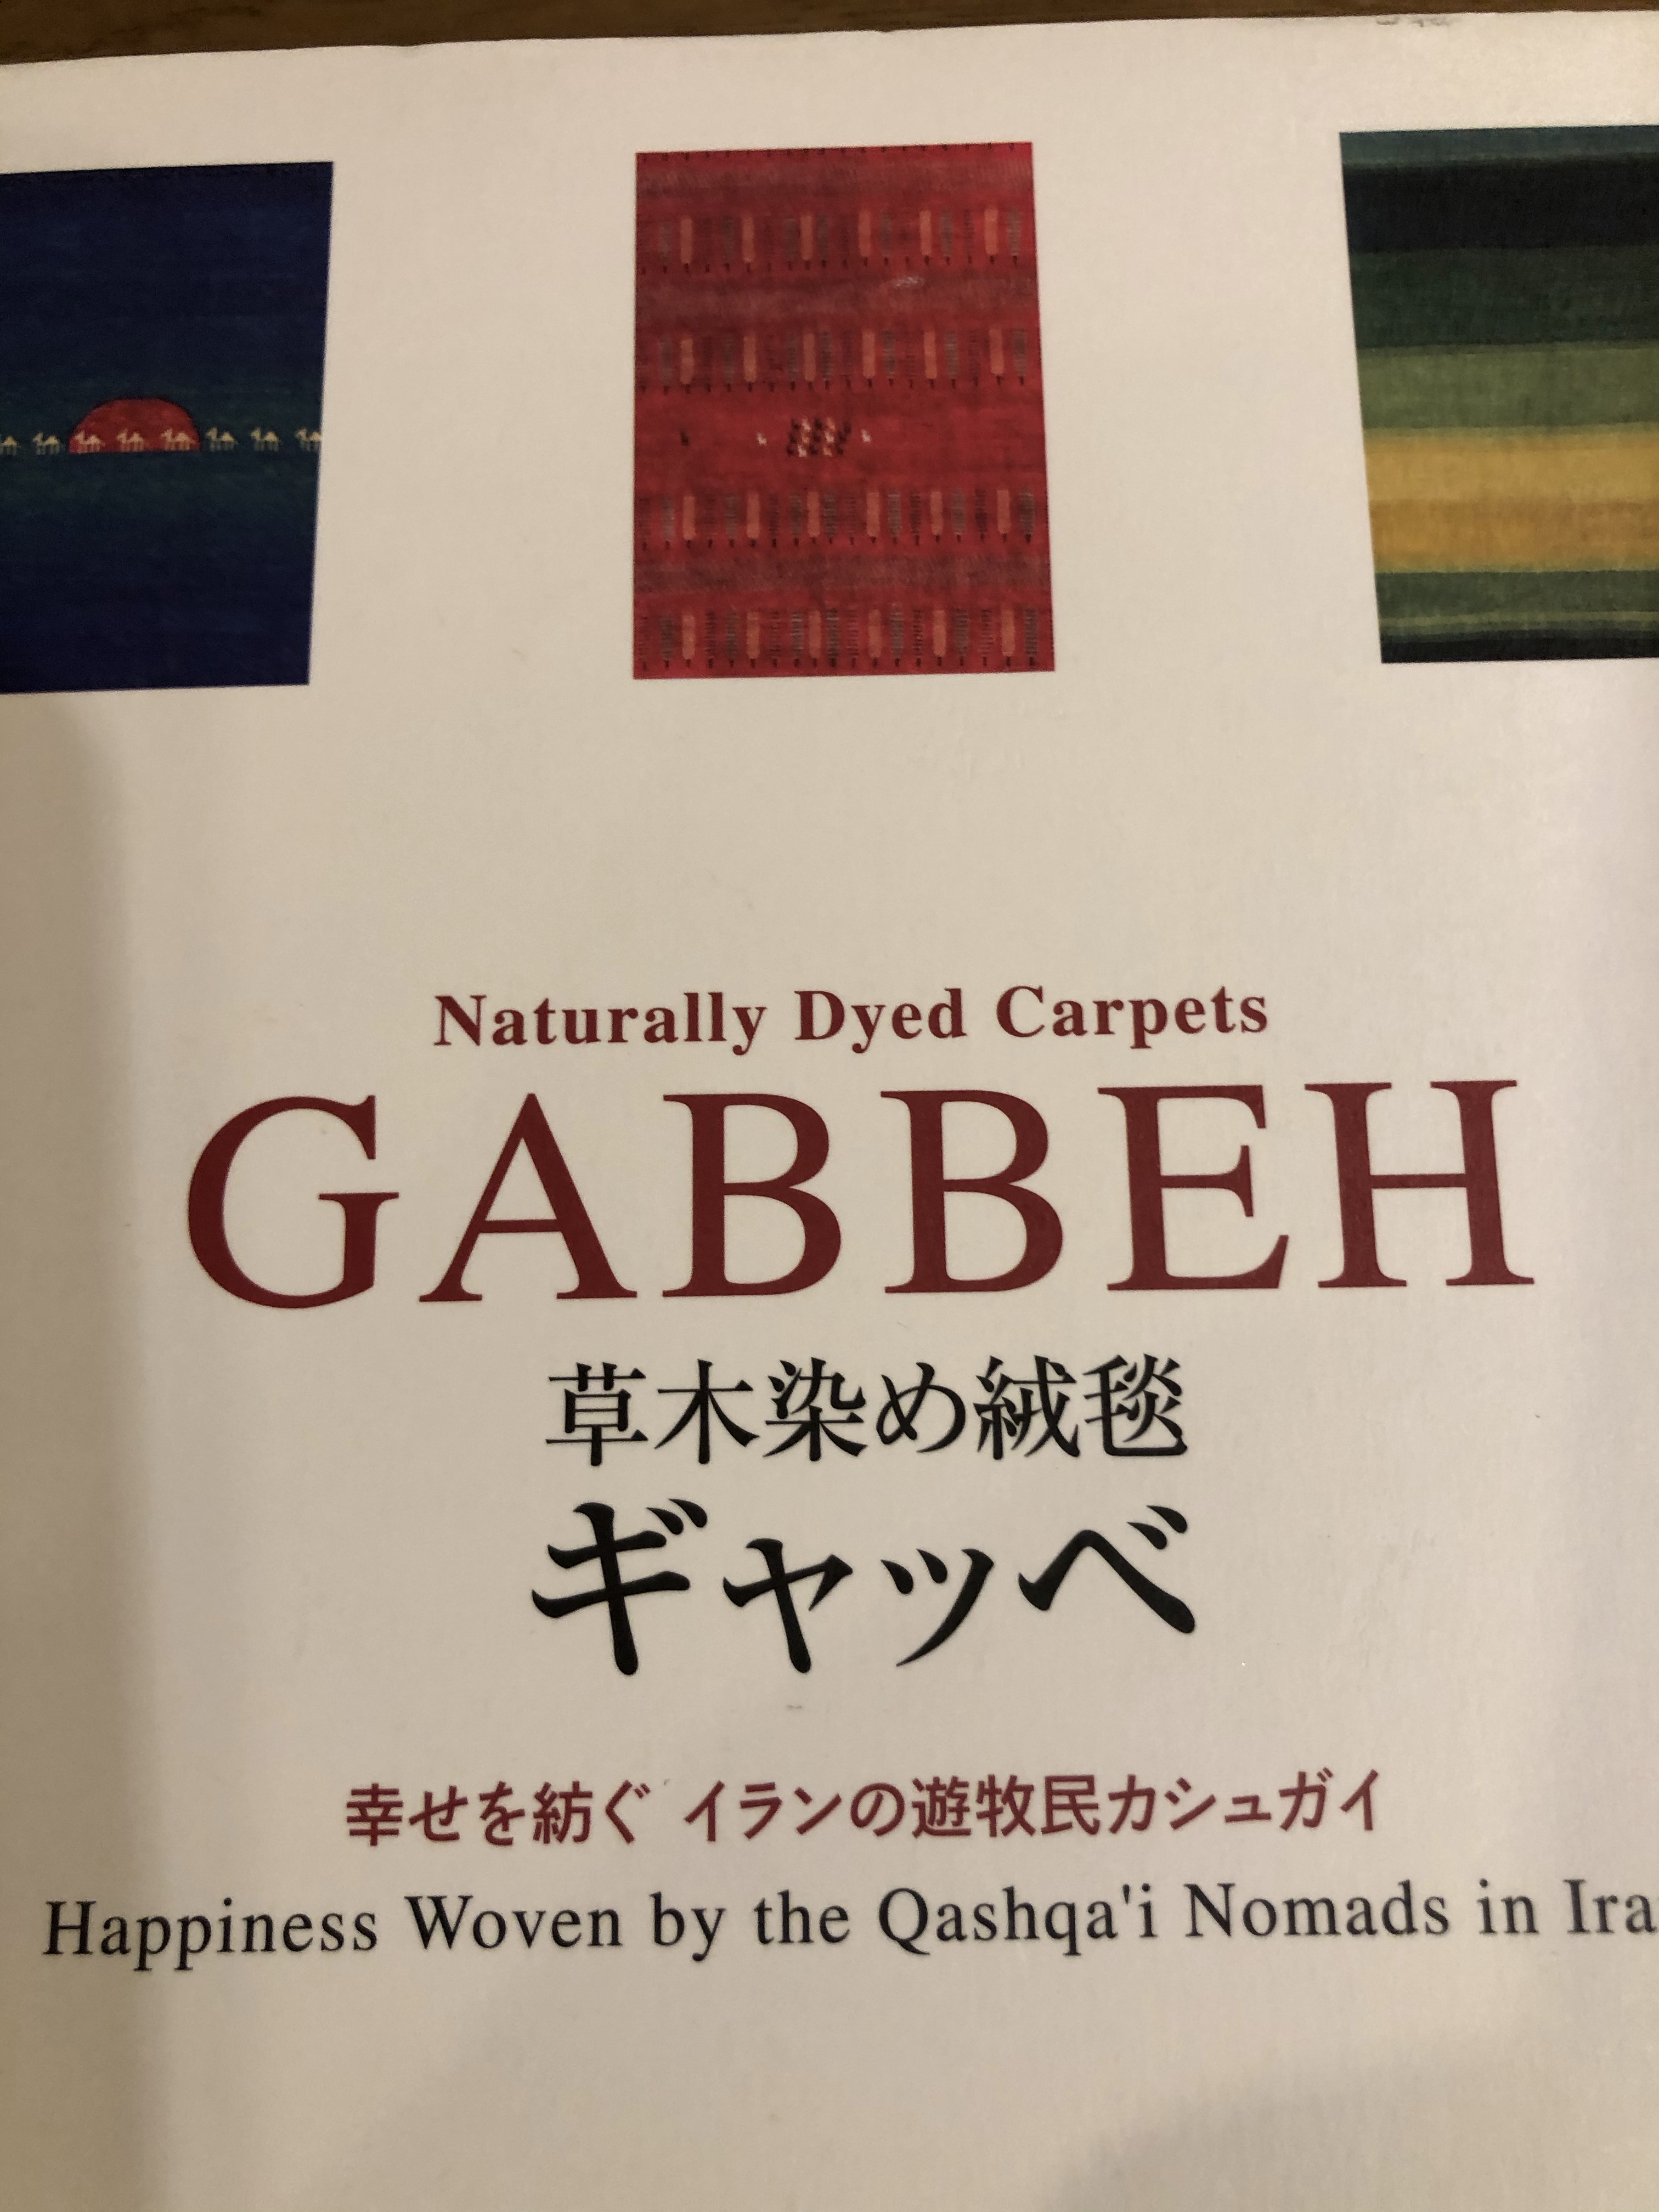 Naturally Dyed Carpets
GABBEH
草木染め絨毯
ギャッベ
幸せを紡ぐ イランの遊牧民カシュガイ
Happiness Woven by the Qashqa'i Nomads in Ira